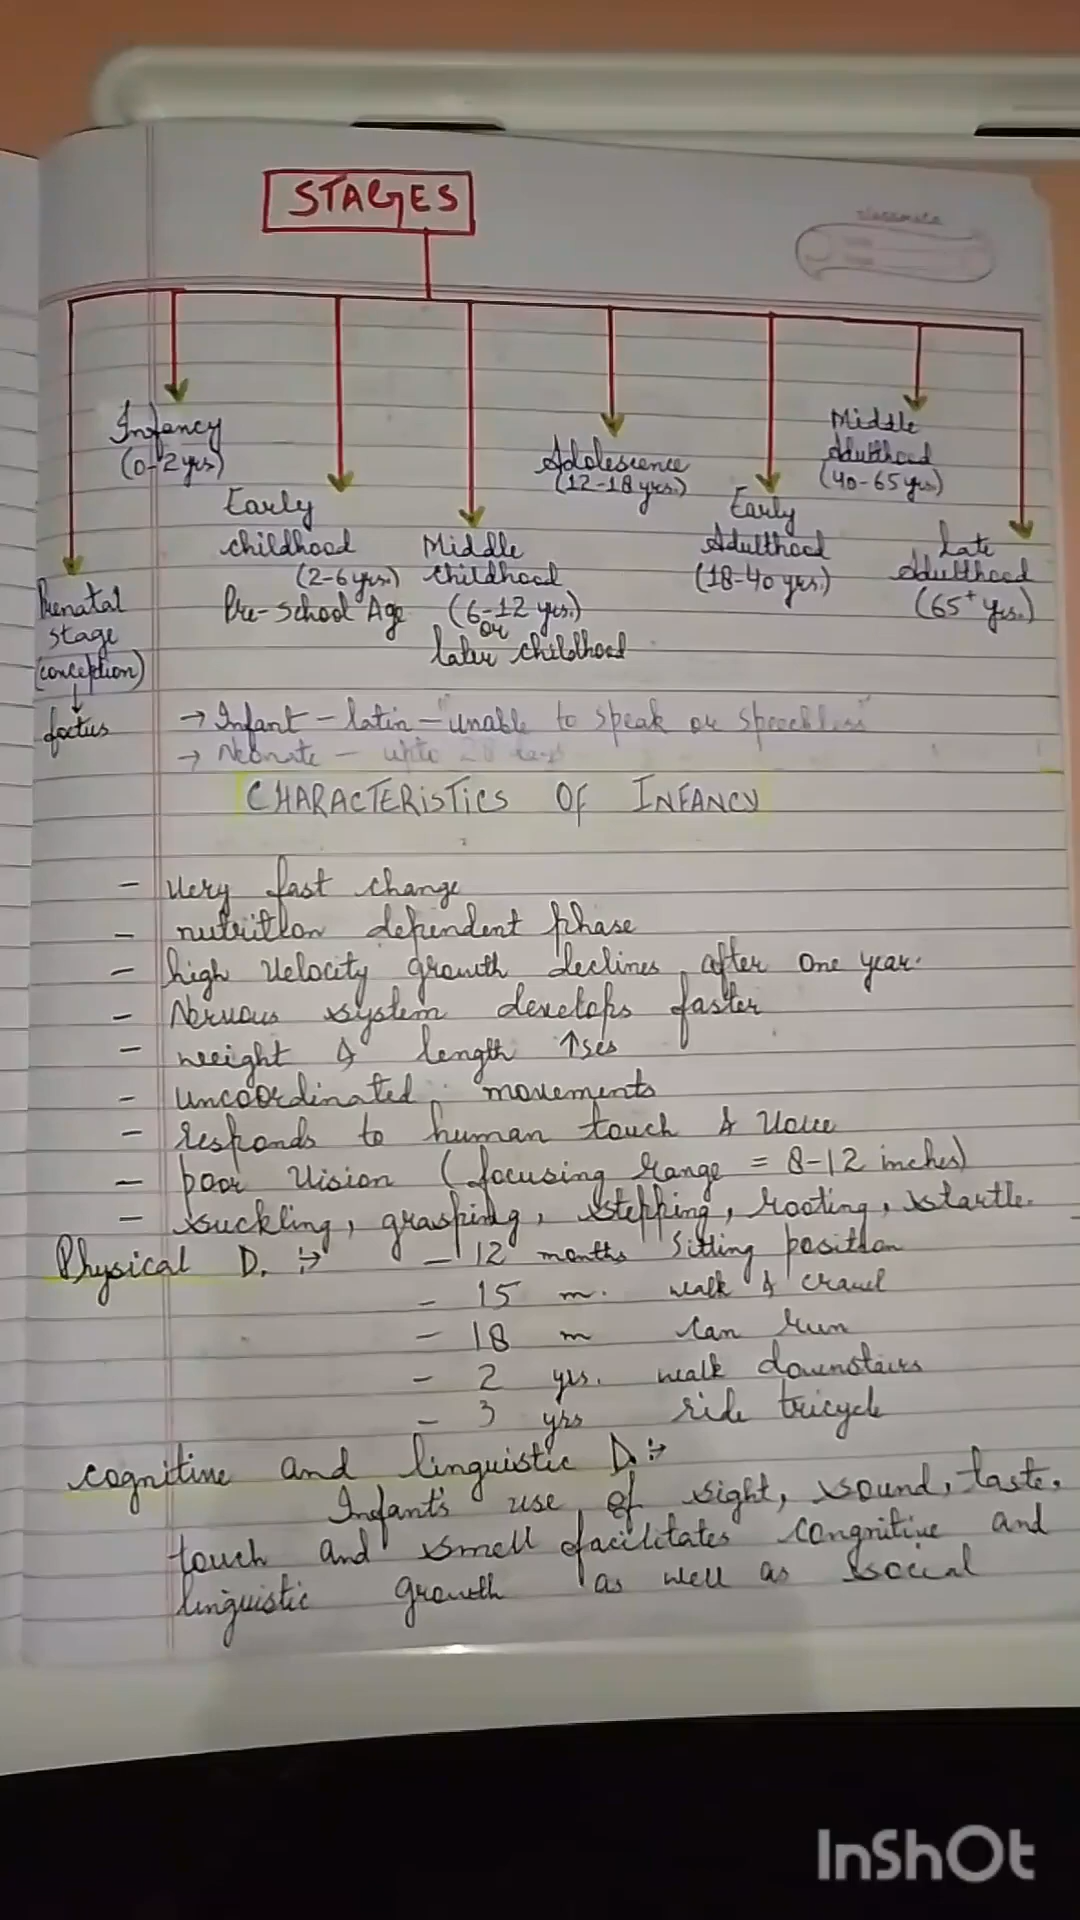 STAGES
classmate
Infancy
(0-2 yrs)
Early
childhood
(2-6 yrs.)
Pre-School Age
Middle
childhood
(6-12 yrs.)
or
later childhood
Adolescence
(12-18 yrs.)
Early
Adulthood
(18-40 yrs.)
Middle
Adulthood
(40-65 yrs)
Late
Adulthood
(65+ yrs.)
Prenatal
stage
(conception)
↓
foetus
→ Infant - latin - "unable to speak or speechless"
→ Neonate - upto 28 days
CHARACTERISTICS OF INFANCY
- Very fast change
- nutrition dependent phase
- high velocity growth declines after one year.
- Nervous system develops faster
- weight & length ↑ses
- uncoordinated movements
- responds to human touch & voice
- poor vision (focusing range = 8-12 inches)
- suckling, grasping, stepping, rooting, startle.
Physical D. :→ - 12 months sitting position
- 15 m. walk & crawl
- 18 m can run
- 2 yrs. walk downstairs
- 3 yrs ride tricycle
cognitive and linguistic D. :→
Infant's use of sight, sound, taste,
touch and smell facilitates congnitive and
linguistic growth as well as social
InShOt